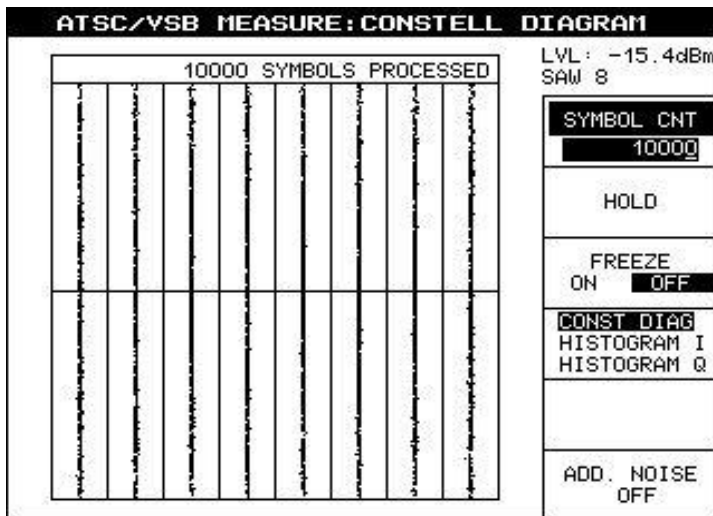 ATSC/VSB MEASURE:CONSTELL DIAGRAM
LVL: -15.4dBm
SAW 8
10000 SYMBOLS PROCESSED
SYMBOL CNT
10000
HOLD
FREEZE
ON OFF
CONST DIAG
HISTOGRAM I
HISTOGRAM Q
ADD. NOISE
OFF